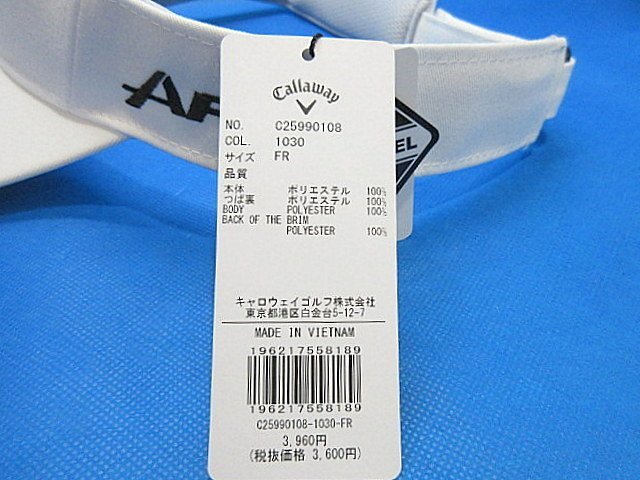 Callaway
AP
EL
NO. C25990108
COL. 1030
サイズ FR
品質
本体 ポリエステル 100%
つば裏 ポリエステル 100%
BODY POLYESTER 100%
BACK OF THE BRIM
POLYESTER 100%
キャロウェイゴルフ株式会社
東京都港区白金台5-12-7
MADE IN VIETNAM
196217558189
196217558189
C25990108-1030-FR
3,960円
(税抜価格 3,600円)